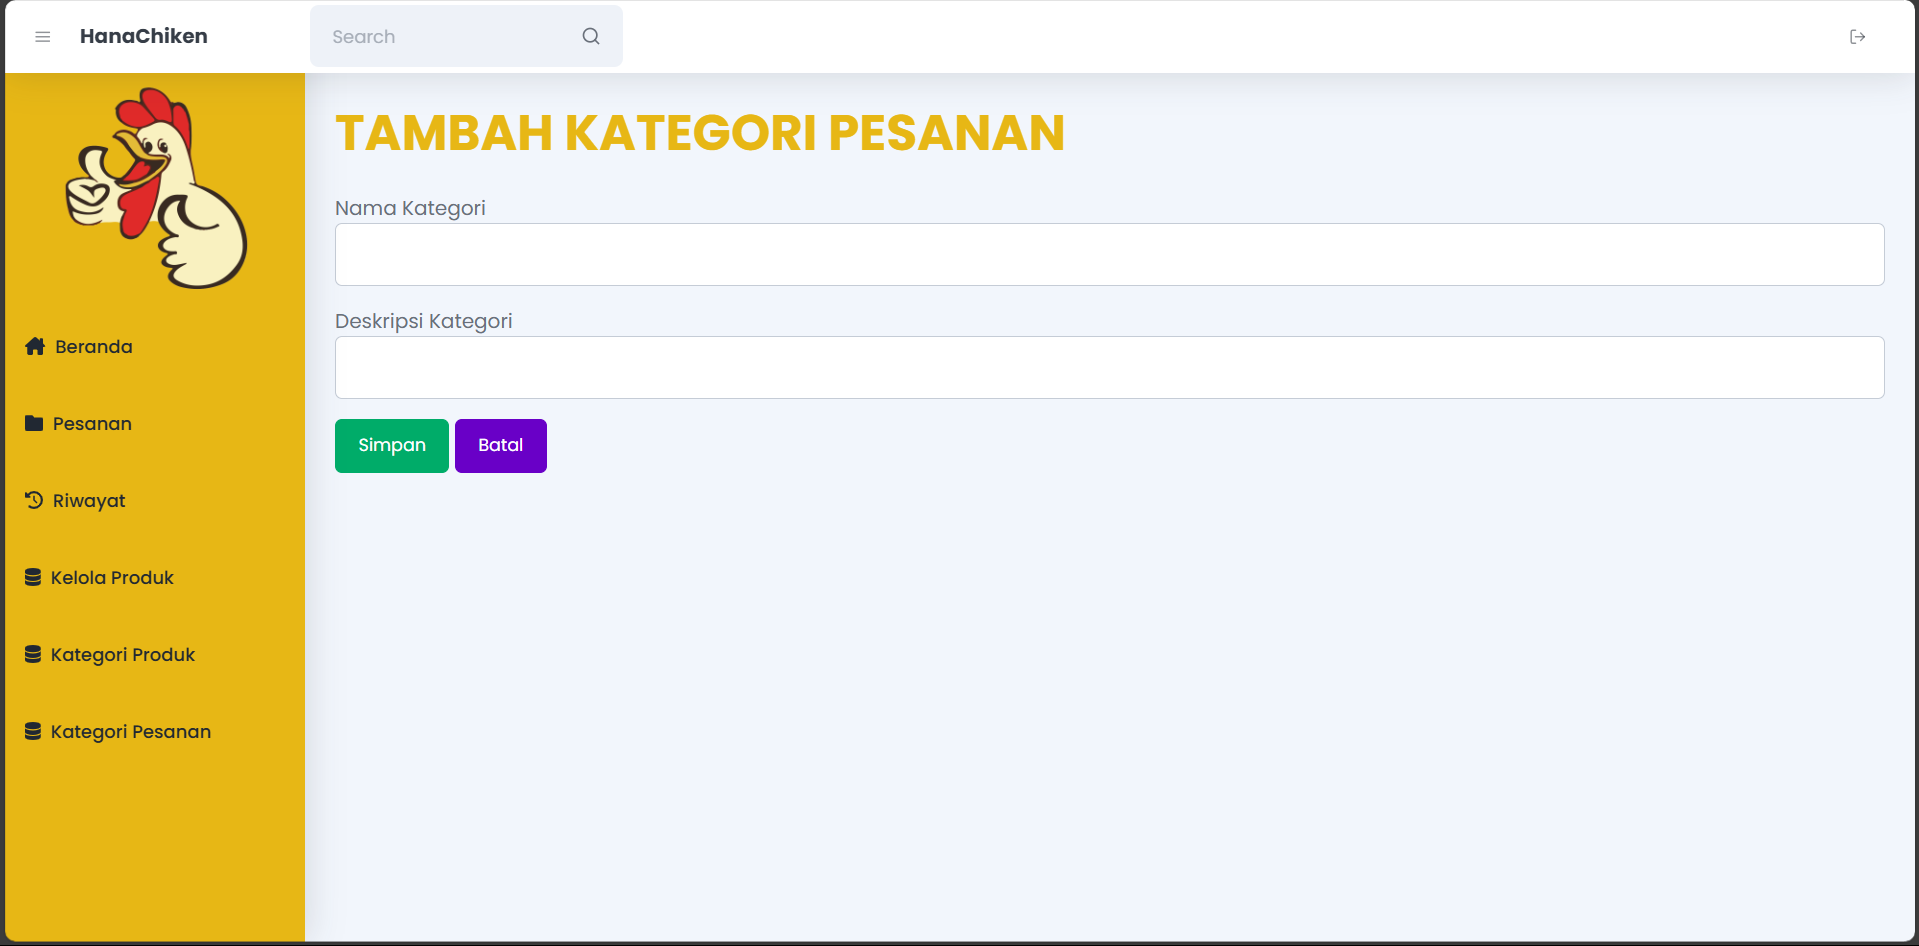 HanaChiken
Search
TAMBAH KATEGORI PESANAN
Nama Kategori
Deskripsi Kategori
Simpan Batal
Beranda
Pesanan
Riwayat
Kelola Produk
Kategori Produk
Kategori Pesanan